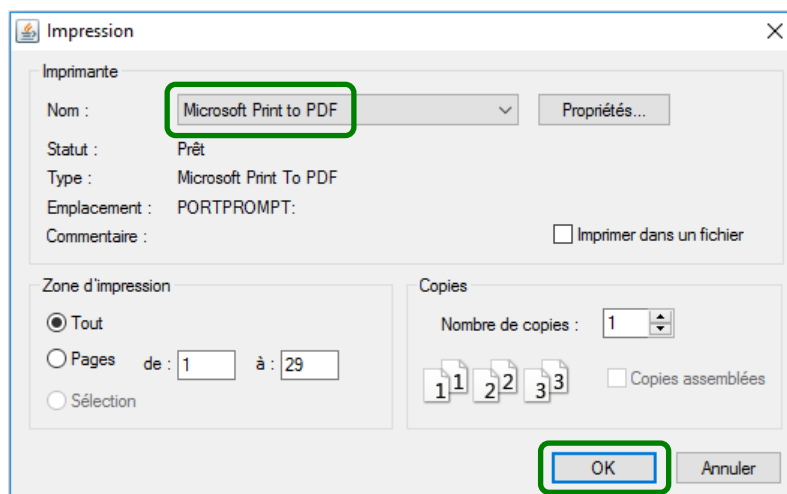 Impression
Imprimante
Nom : Microsoft Print to PDF Propriétés...
Statut : Prêt
Type : Microsoft Print To PDF
Emplacement : PORTPROMPT:
Commentaire : Imprimer dans un fichier
Zone d'impression
Tout
Pages de : 1 à : 29
Sélection
Copies
Nombre de copies : 1
1 1 2 2 3 3 Copies assemblées
OK Annuler